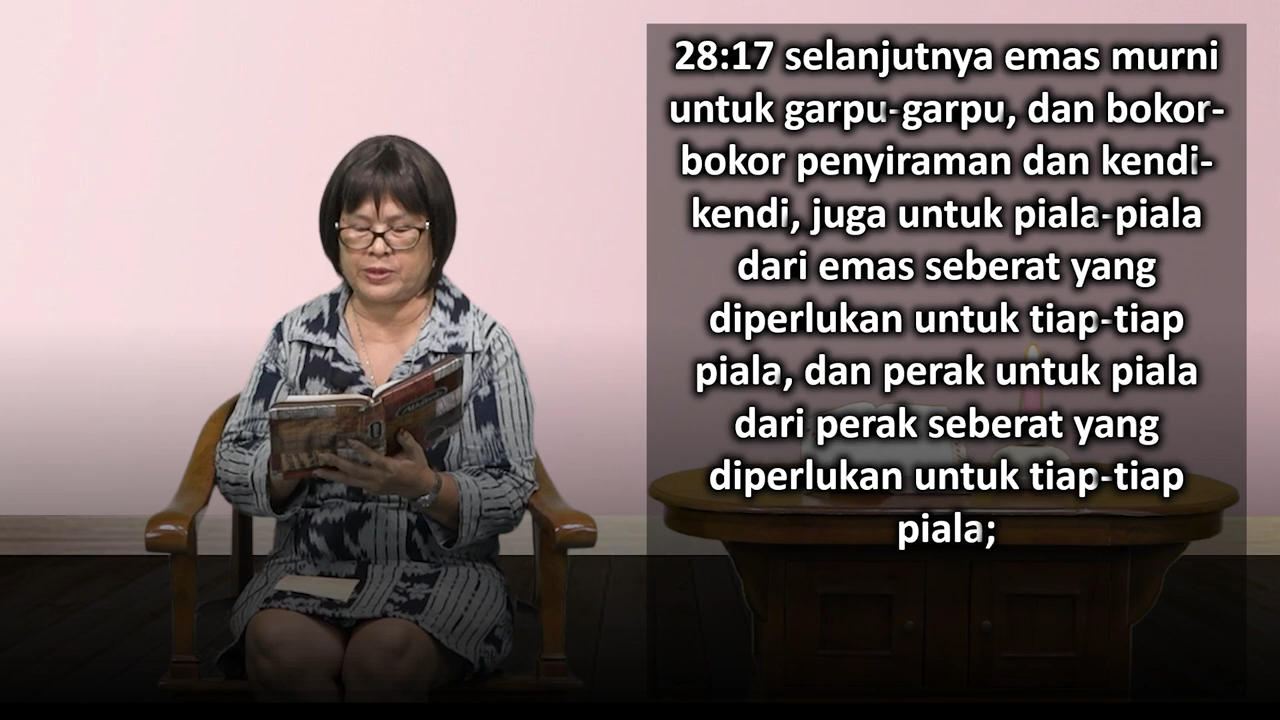 28:17 selanjutnya emas murni
untuk garpu-garpu, dan bokor-
bokor penyiraman dan kendi-
kendi, juga untuk piala-piala
dari emas seberat yang
diperlukan untuk tiap-tiap
piala, dan perak untuk piala
dari perak seberat yang
diperlukan untuk tiap-tiap
piala;